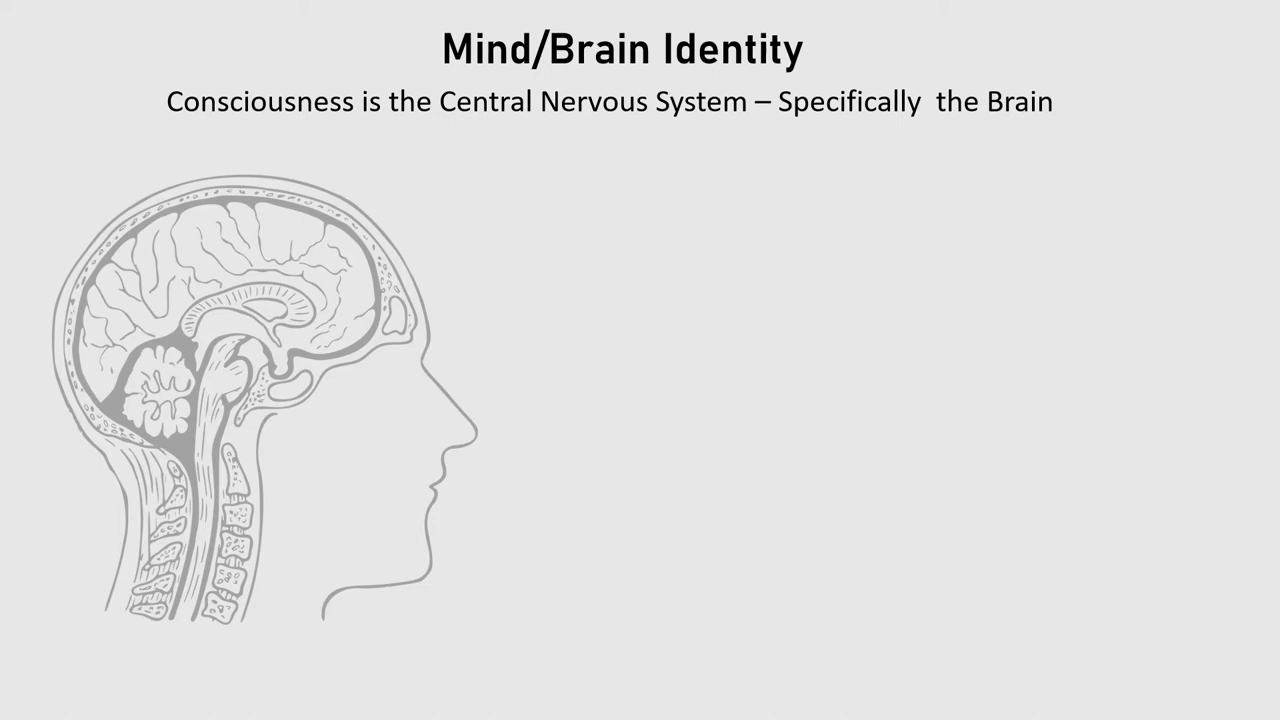 Mind/Brain Identity
Consciousness is the Central Nervous System – Specifically  the Brain